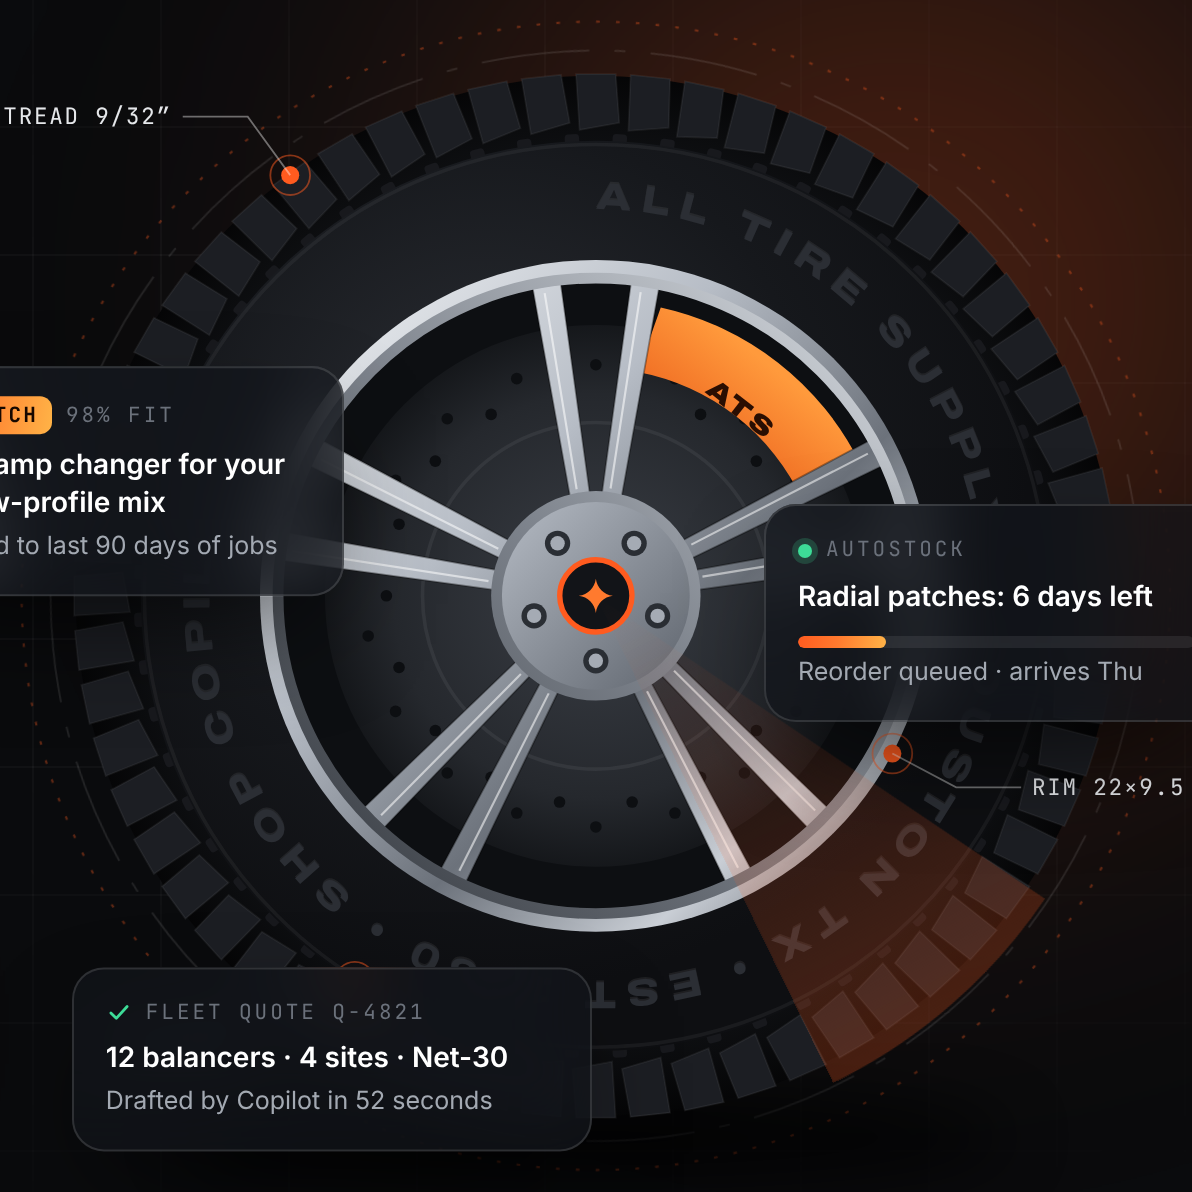 TREAD 9/32″
ALL TIRE SUPPLY
ATS
TCH
98% FIT
amp changer for your
w-profile mix
d to last 90 days of jobs
AUTOSTOCK
Radial patches: 6 days left
Reorder queued · arrives Thu
RIM 22×9.5
TON TX • EST
SHOP COPI
FLEET QUOTE Q-4821
12 balancers · 4 sites · Net-30
Drafted by Copilot in 52 seconds